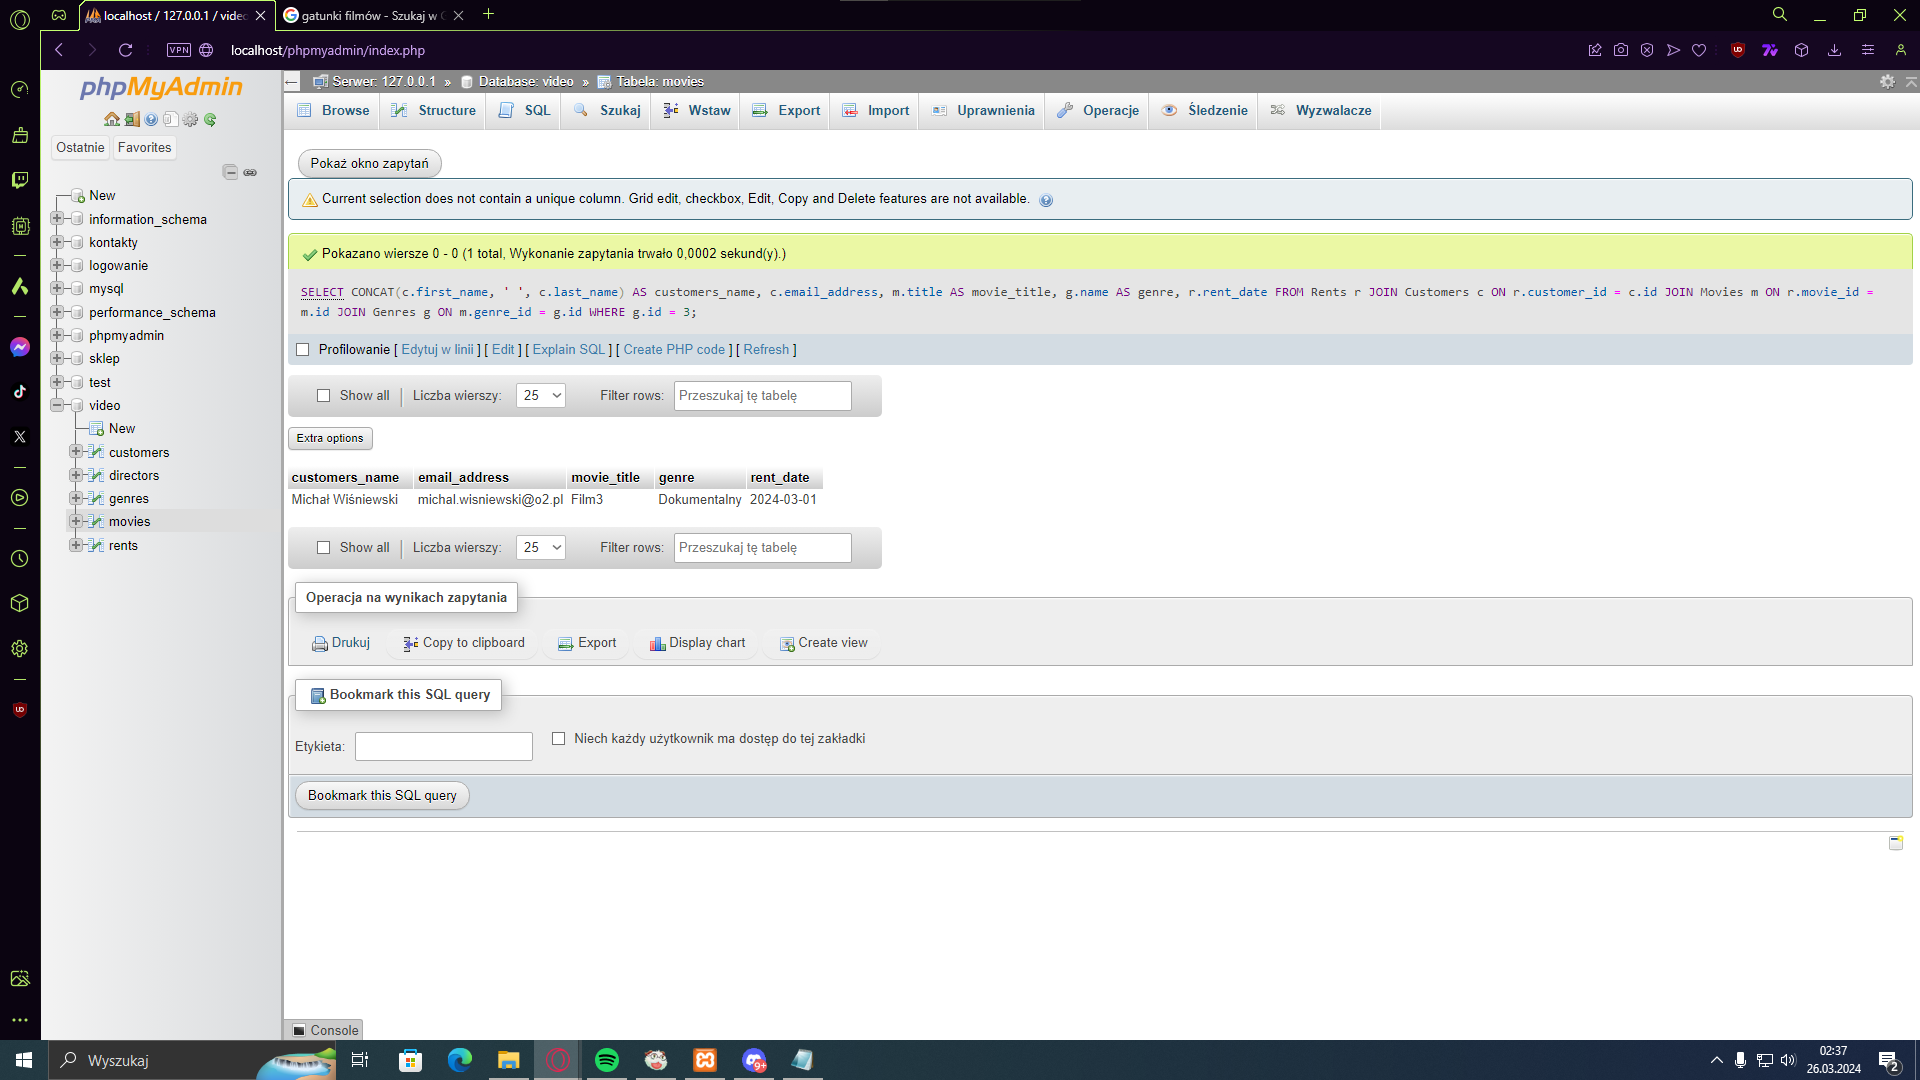 localhost / 127.0.0.1 / video
gatunki filmów - Szukaj w G
VPN
localhost/phpmyadmin/index.php
phpMyAdmin
Ostatnie
Favorites
New
information_schema
kontakty
logowanie
mysql
performance_schema
phpmyadmin
sklep
test
video
New
customers
directors
genres
movies
rents
Serwer: 127.0.0.1 » Database: video » Tabela: movies
Browse
Structure
SQL
Szukaj
Wstaw
Export
Import
Uprawnienia
Operacje
Śledzenie
Wyzwalacze
Pokaż okno zapytań
Current selection does not contain a unique column. Grid edit, checkbox, Edit, Copy and Delete features are not available.
Pokazano wiersze 0 - 0 (1 total, Wykonanie zapytania trwało 0,0002 sekund(y).)
SELECT CONCAT(c.first_name, ' ', c.last_name) AS customers_name, c.email_address, m.title AS movie_title, g.name AS genre, r.rent_date FROM Rents r JOIN Customers c ON r.customer_id = c.id JOIN Movies m ON r.movie_id =
m.id JOIN Genres g ON m.genre_id = g.id WHERE g.id = 3;
Profilowanie [ Edytuj w linii ] [ Edit ] [ Explain SQL ] [ Create PHP code ] [ Refresh ]
Show all | Liczba wierszy: 25 Filter rows: Przeszukaj tę tabelę
Extra options
customers_name email_address movie_title genre rent_date
Michał Wiśniewski michal.wisniewski@o2.pl Film3 Dokumentalny 2024-03-01
Show all | Liczba wierszy: 25 Filter rows: Przeszukaj tę tabelę
Operacja na wynikach zapytania
Drukuj Copy to clipboard Export Display chart Create view
Bookmark this SQL query
Etykieta:
Niech każdy użytkownik ma dostęp do tej zakładki
Bookmark this SQL query
Console
Wyszukaj
9+
02:37
26.03.2024
2